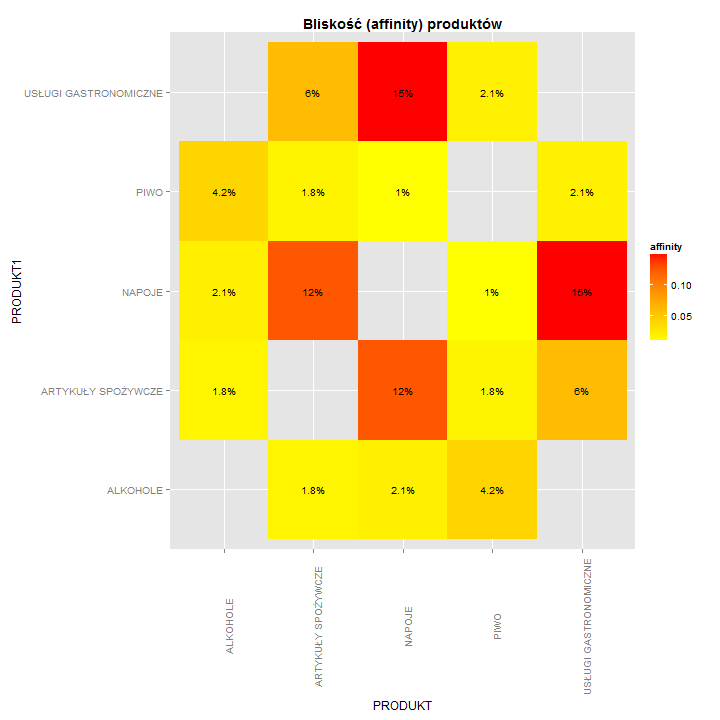 Bliskość (affinity) produktów
USŁUGI GASTRONOMICZNE
6%
15%
2.1%
PIWO
4.2%
1.8%
1%
2.1%
NAPOJE
2.1%
12%
1%
15%
ARTYKUŁY SPOŻYWCZE
1.8%
12%
1.8%
6%
ALKOHOLE
1.8%
2.1%
4.2%
PRODUKT1
affinity
0.10
0.05
ALKOHOLE
ARTYKUŁY SPOŻYWCZE
NAPOJE
PIWO
USŁUGI GASTRONOMICZNE
PRODUKT